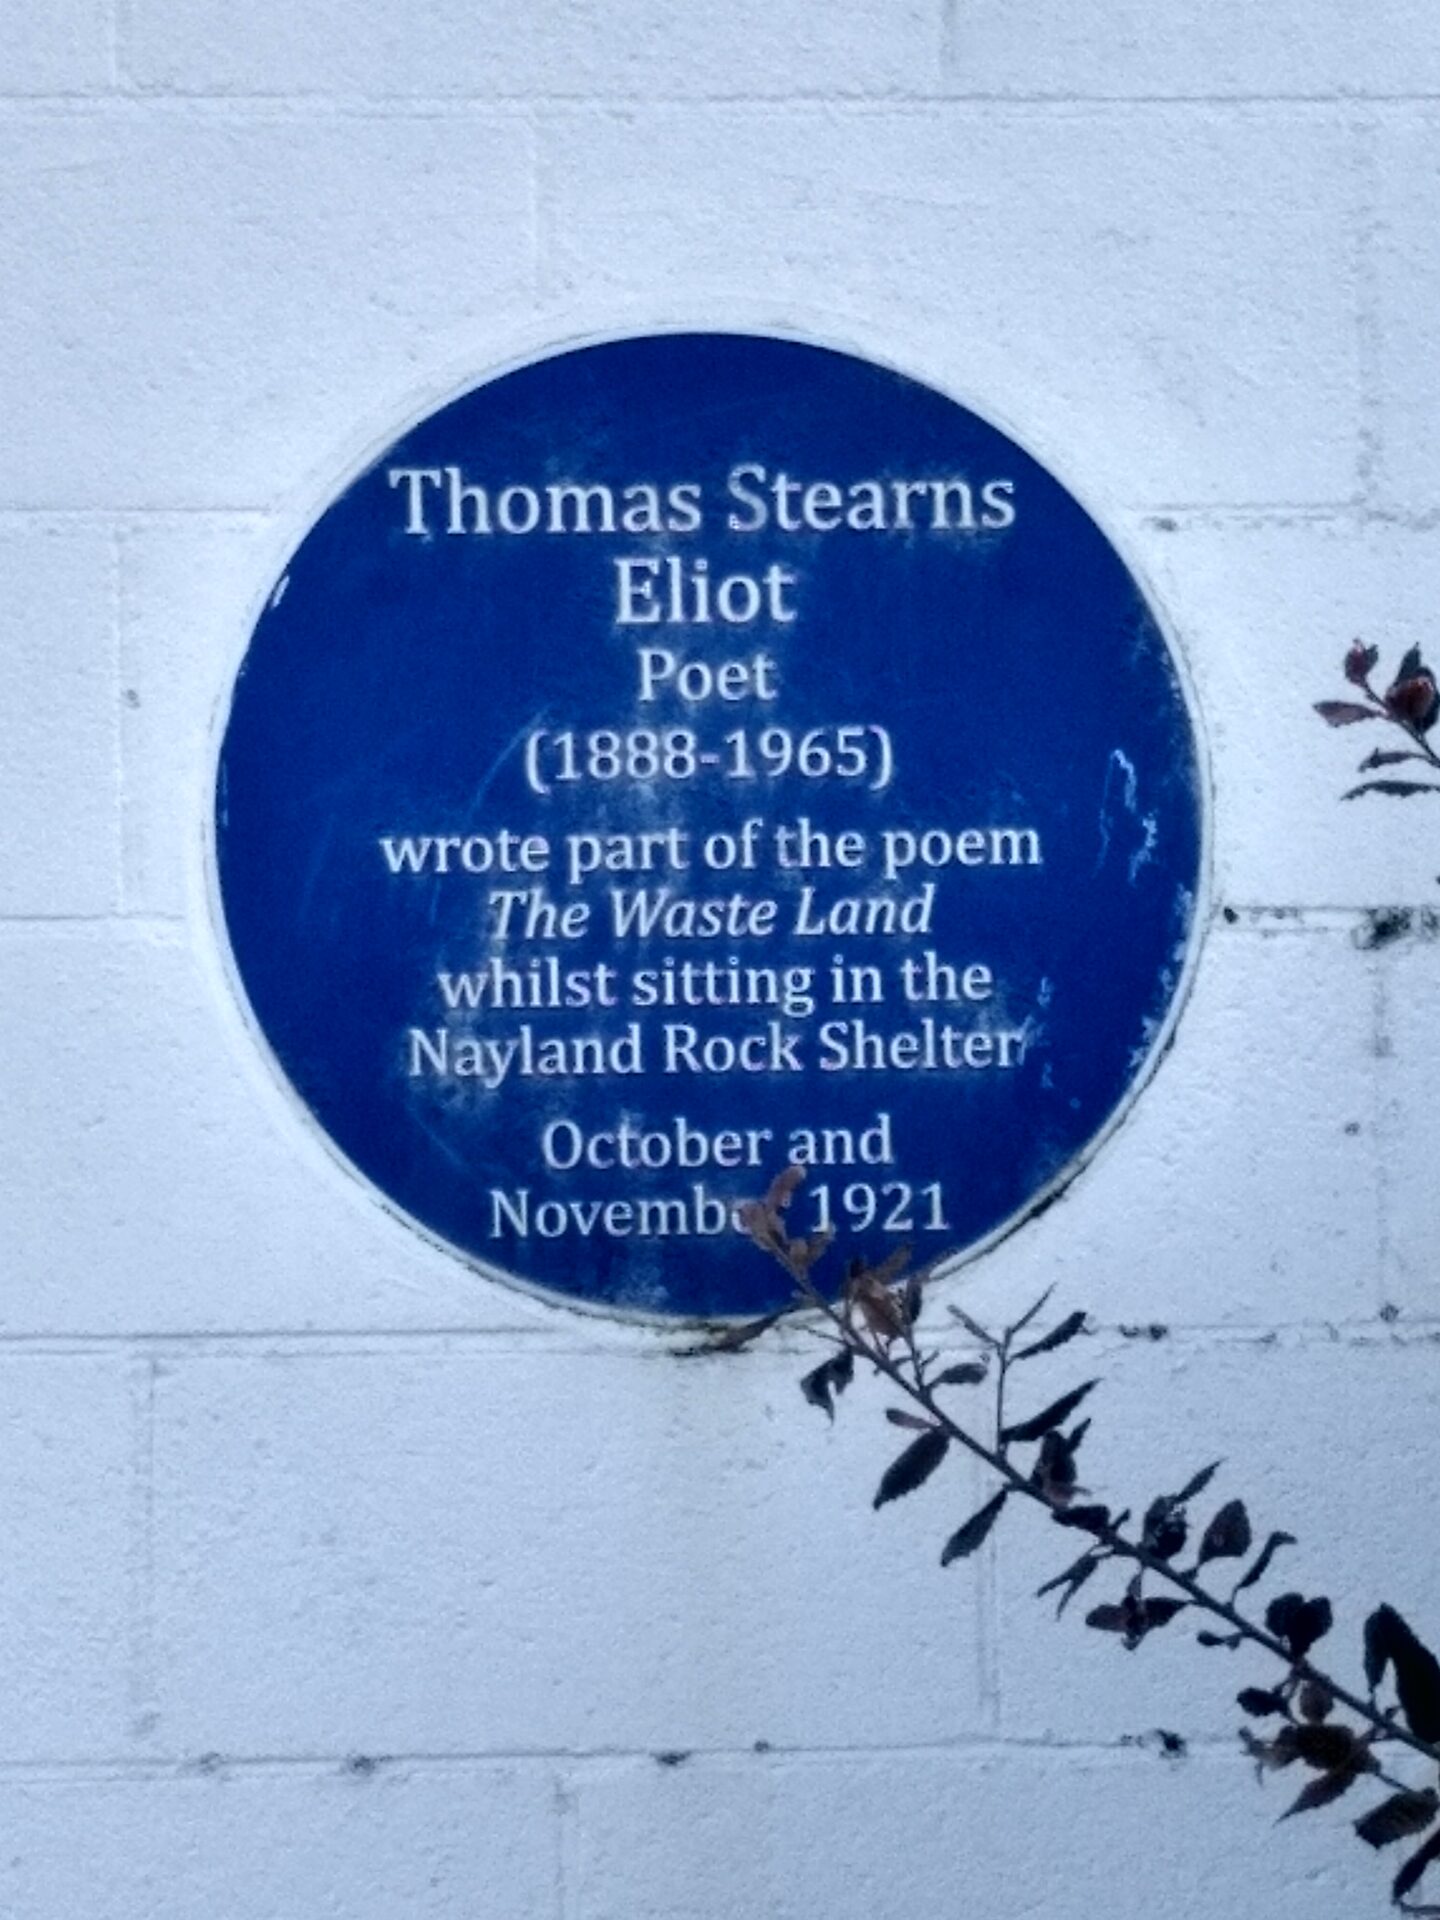 Thomas Stearns
Eliot
Poet
(1888-1965)
wrote part of the poem
The Waste Land
whilst sitting in the
Nayland Rock Shelter
October and
November 1921